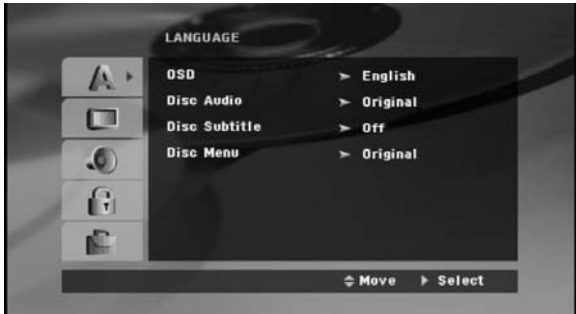 LANGUAGE
A
OSD English
Disc Audio Original
Disc Subtitle Off
Disc Menu Original
Move Select